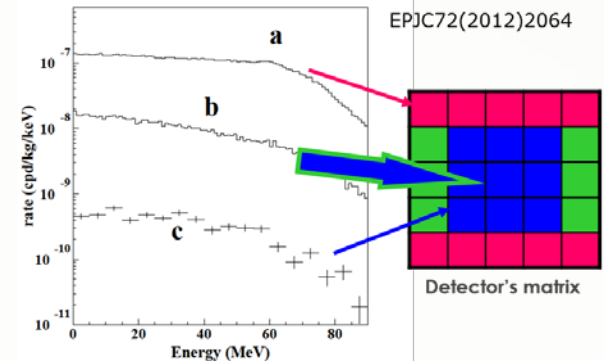 EPJC72(2012)2064
rate (cpd/kg/keV)
10 -7
10 -8
10 -9
10 -10
10 -11
a
b
c
0
20
40
60
80
Energy (MeV)
Detector's matrix